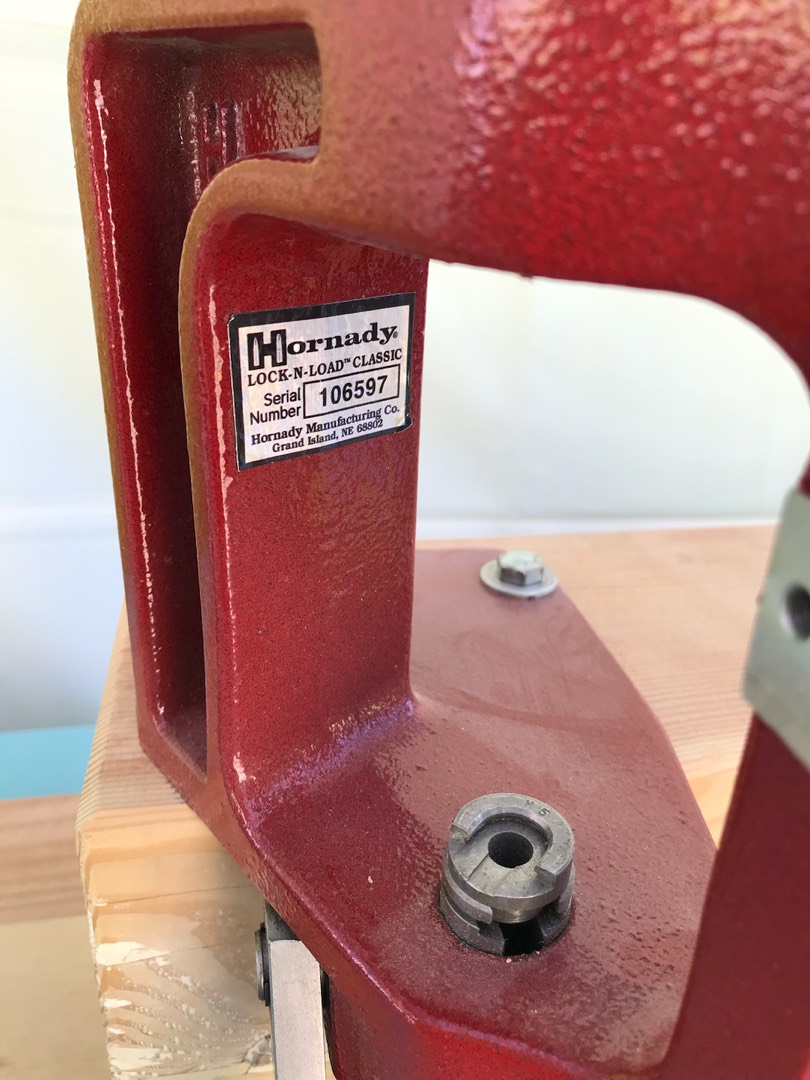 Hornady®
LOCK-N-LOAD™ CLASSIC
Serial
Number 106597
Hornady Manufacturing Co.
Grand Island, NE 68802